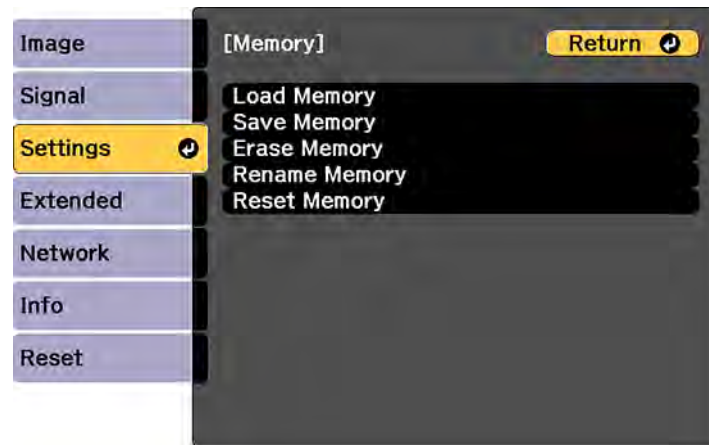 Image
Signal
Settings
Extended
Network
Info
Reset
[Memory]
Return
Load Memory
Save Memory
Erase Memory
Rename Memory
Reset Memory